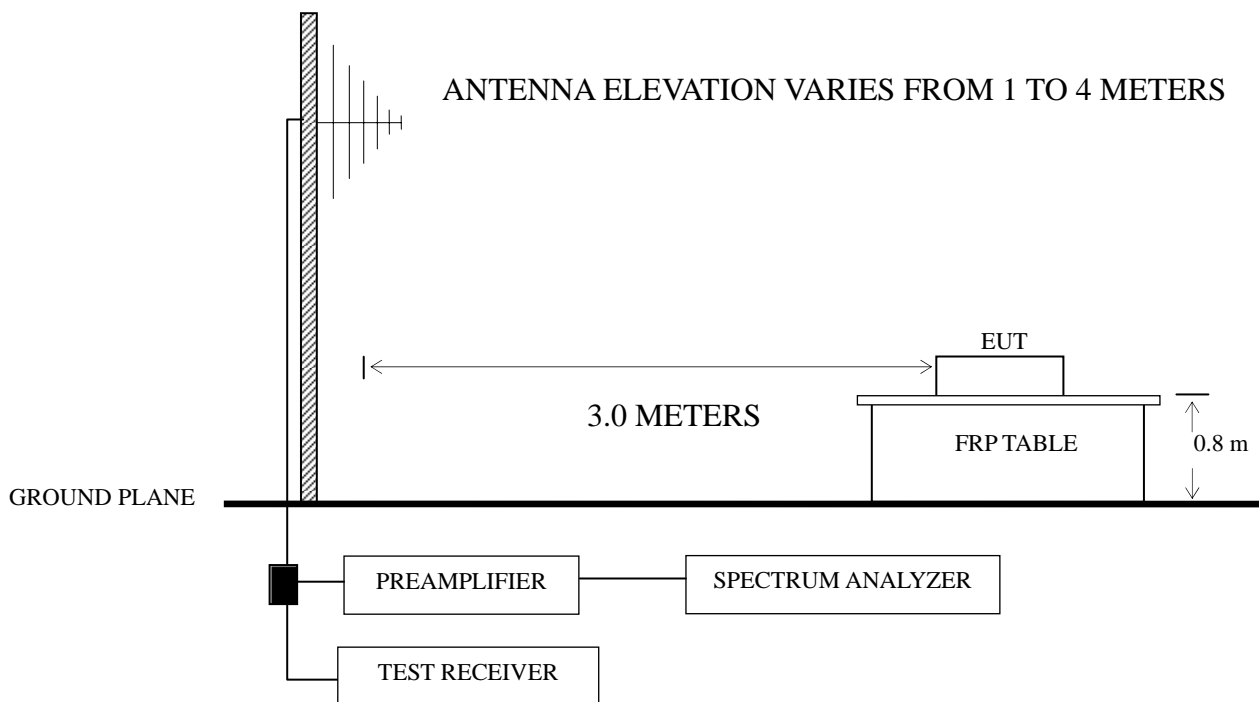 ANTENNA ELEVATION VARIES FROM 1 TO 4 METERS
EUT
3.0 METERS
FRP TABLE
0.8 m
GROUND PLANE
PREAMPLIFIER
SPECTRUM ANALYZER
TEST RECEIVER